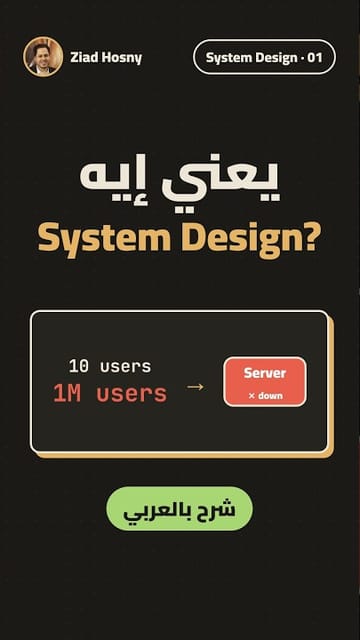 Ziad Hosny
System Design · 01
يعني إيه
System Design?
10 users
1M users
→
Server
× down
شرح بالعربي